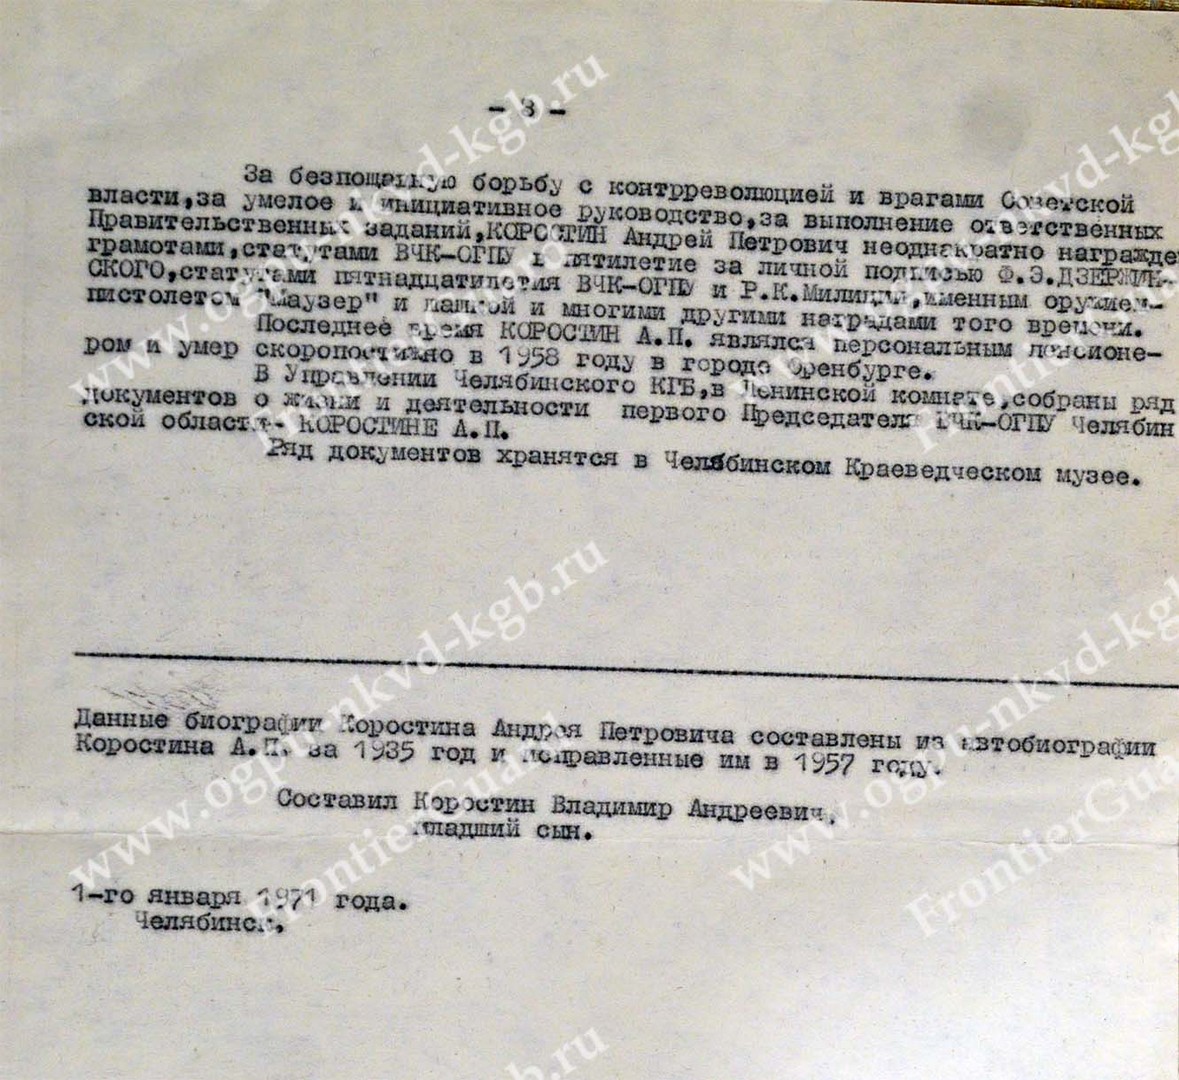 - 3 -
За безпощадную борьбу с контрреволюцией и врагами Советской
власти,за умелое и инициативное руководство,за выполнение ответственных
Правительственных заданий,КОРОСТИН Андрей Петрович неоднократно награжде
грамотами,статутами ВЧК-ОГПУ в пятилетие за личной подписью Ф.Э.ДЗЕРЖИН-
СКОГО,статутами пятнадцатилетия ВЧК-ОГПУ и Р.К.Милиции,именным оружием-
пистолетом "Маузер" и шашкой и многими другими наградами того времени.
Последнее время КОРОСТИН А.П. являлся персональным пенсионе-
ром и умер скоропостижно в 1958 году в городе Оренбурге.
В Управлении Челябинского КГБ,в Ленинской комнате,собраны ряд
документов о жизни и деятельности первого Председателя ВЧК-ОГПУ Челябин
ской области- КОРОСТИНЕ А.П.
Ряд документов хранятся в Челябинском Краеведческом музее.
Данные биографии Коростина Андрея Петровича составлены из автобиографии
Коростина А.П. за 1935 год и исправленные им в 1957 году.
Составил Коростин Владимир Андреевич,
младший сын.
1-го января 1971 года.
Челябинск.
www.ogpu-nkvd-kgb.ru
FrontierGuard
www.ogpu-nkvd-kgb
FrontierGua